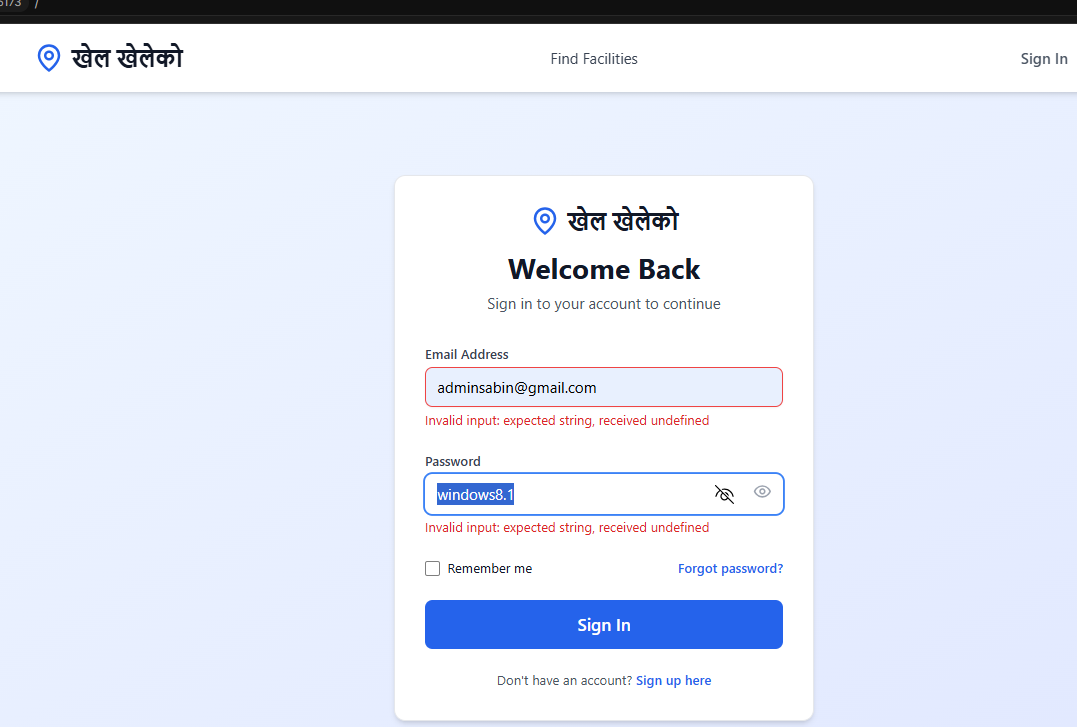 5173 /
खेल खेलेको
Find Facilities
Sign In
खेल खेलेको
Welcome Back
Sign in to your account to continue
Email Address
adminsabin@gmail.com
Invalid input: expected string, received undefined
Password
windows8.1
Invalid input: expected string, received undefined
Remember me
Forgot password?
Sign In
Don't have an account? Sign up here